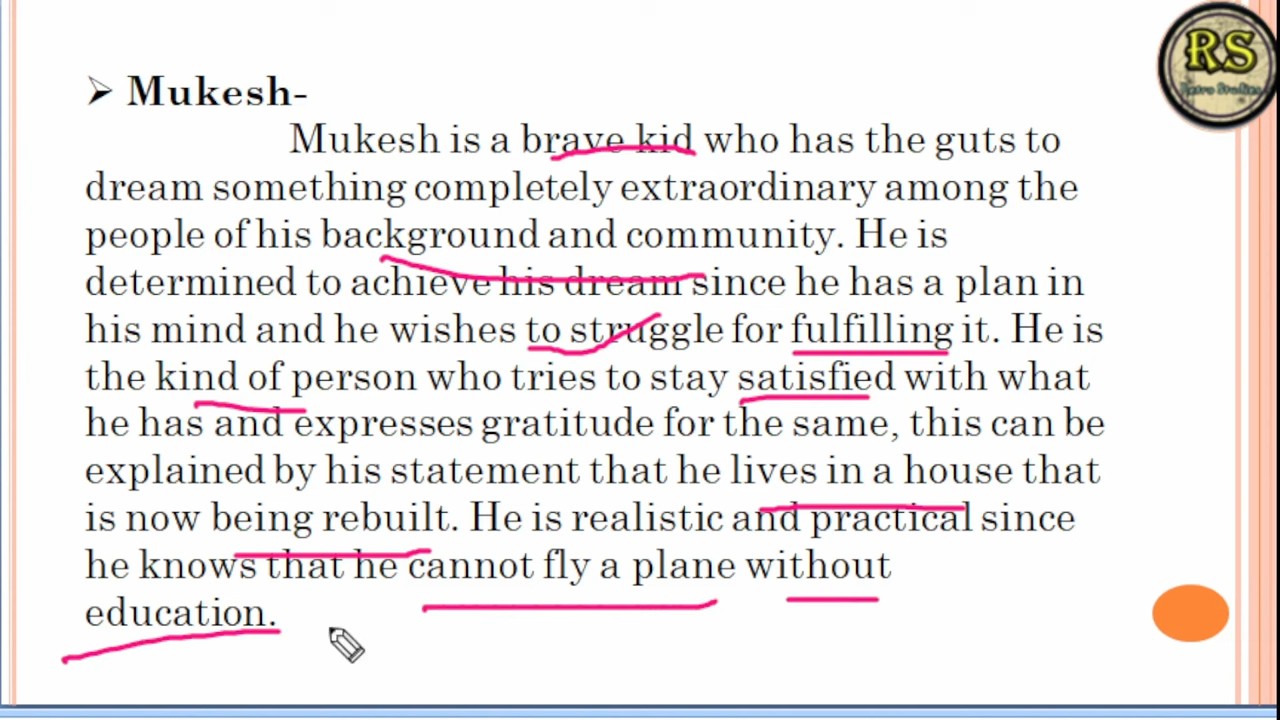 RS
Retro Studies
➢ Mukesh-
Mukesh is a brave kid who has the guts to
dream something completely extraordinary among the
people of his background and community. He is
determined to achieve his dream since he has a plan in
his mind and he wishes to struggle for fulfilling it. He is
the kind of person who tries to stay satisfied with what
he has and expresses gratitude for the same, this can be
explained by his statement that he lives in a house that
is now being rebuilt. He is realistic and practical since
he knows that he cannot fly a plane without
education.